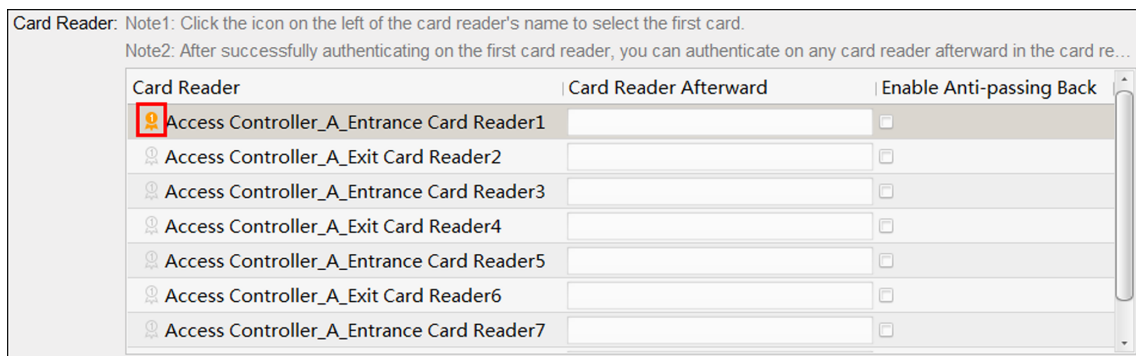 Card Reader: Note1: Click the icon on the left of the card reader's name to select the first card.
Note2: After successfully authenticating on the first card reader, you can authenticate on any card reader afterward in the card re...
Card Reader Card Reader Afterward Enable Anti-passing Back
Access Controller_A_Entrance Card Reader1
Access Controller_A_Exit Card Reader2
Access Controller_A_Entrance Card Reader3
Access Controller_A_Exit Card Reader4
Access Controller_A_Entrance Card Reader5
Access Controller_A_Exit Card Reader6
Access Controller_A_Entrance Card Reader7